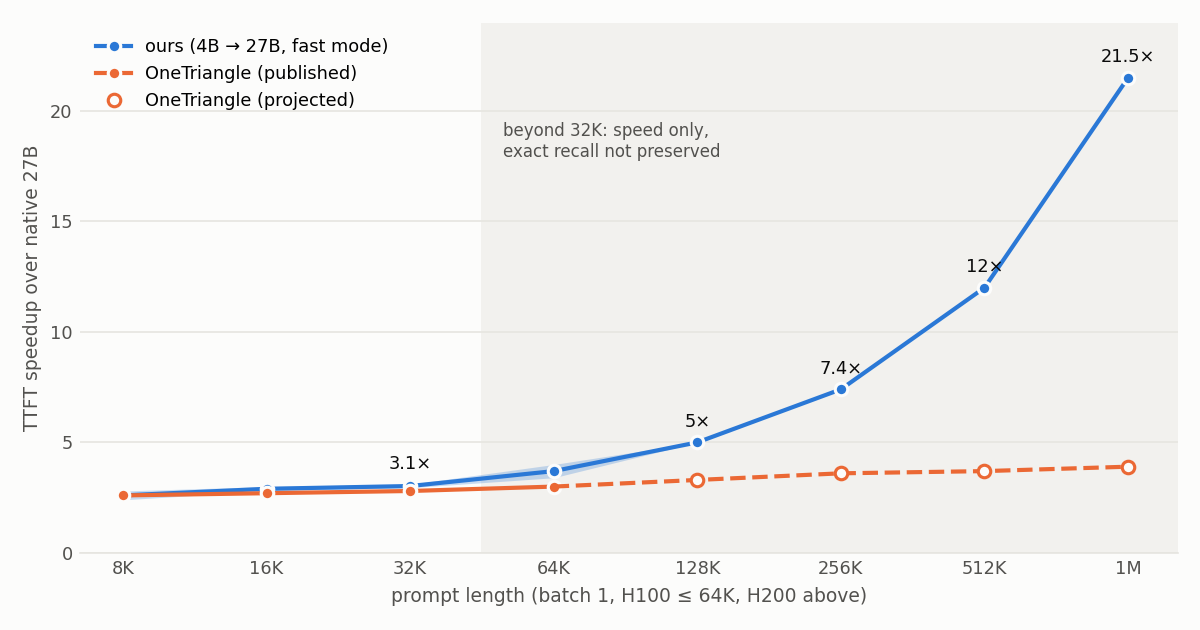 ours (4B → 27B, fast mode)
OneTriangle (published)
OneTriangle (projected)
beyond 32K: speed only,
exact recall not preserved
21.5×
12×
7.4×
5×
3.1×
TTFT speedup over native 27B
20
15
10
5
0
8K 16K 32K 64K 128K 256K 512K 1M
prompt length (batch 1, H100 ≤ 64K, H200 above)